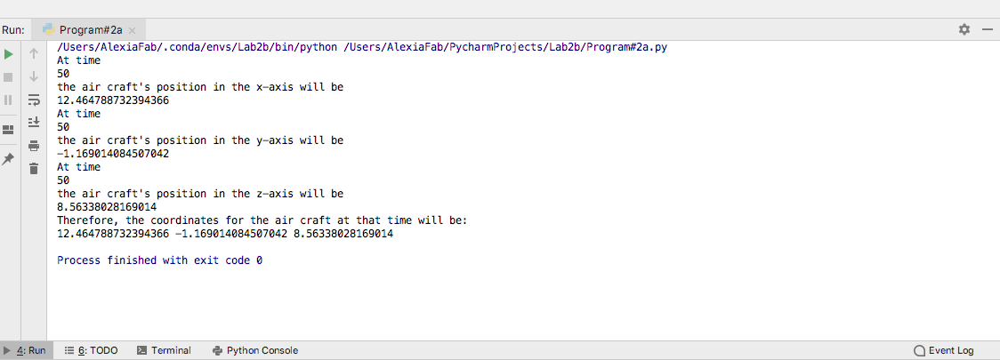 Run: Program#2a
/Users/AlexiaFab/.conda/envs/Lab2b/bin/python /Users/AlexiaFab/PycharmProjects/Lab2b/Program#2a.py
At time
50
the air craft's position in the x-axis will be
12.464788732394366
At time
50
the air craft's position in the y-axis will be
-1.169014084507042
At time
50
the air craft's position in the z-axis will be
8.56338028169014
Therefore, the coordinates for the air craft at that time will be:
12.464788732394366 -1.169014084507042 8.56338028169014
Process finished with exit code 0
4: Run 6: TODO Terminal Python Console Event Log